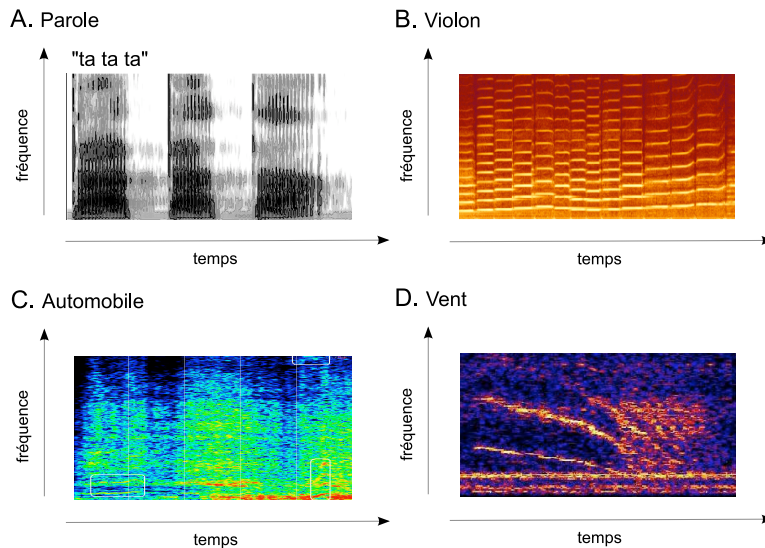 A. Parole
"ta ta ta"
fréquence
temps
B. Violon
fréquence
temps
C. Automobile
fréquence
temps
D. Vent
fréquence
temps